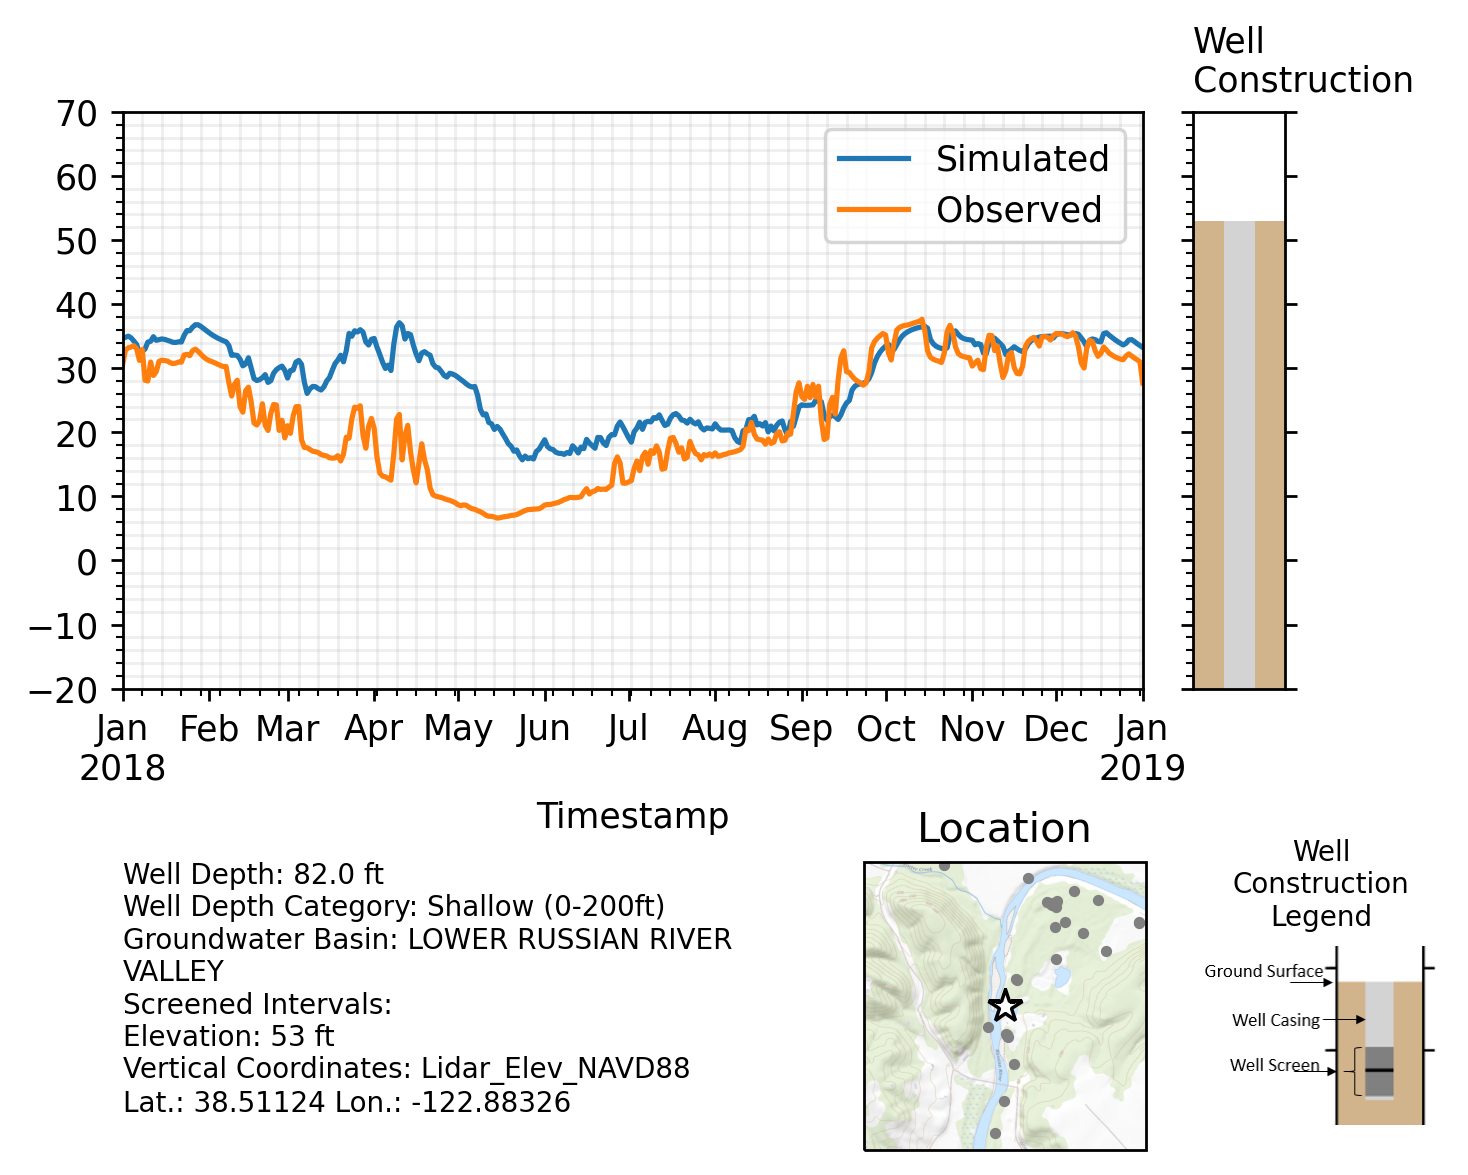 Well
Construction
70
60
50
40
30
20
10
0
−10
−20
Simulated
Observed
Jan Feb Mar Apr May Jun Jul Aug Sep Oct Nov Dec Jan
2018 2019
Timestamp
Well Depth: 82.0 ft
Well Depth Category: Shallow (0-200ft)
Groundwater Basin: LOWER RUSSIAN RIVER
VALLEY
Screened Intervals:
Elevation: 53 ft
Vertical Coordinates: Lidar_Elev_NAVD88
Lat.: 38.51124 Lon.: -122.88326
Location
Well
Construction
Legend
Ground Surface
Well Casing
Well Screen